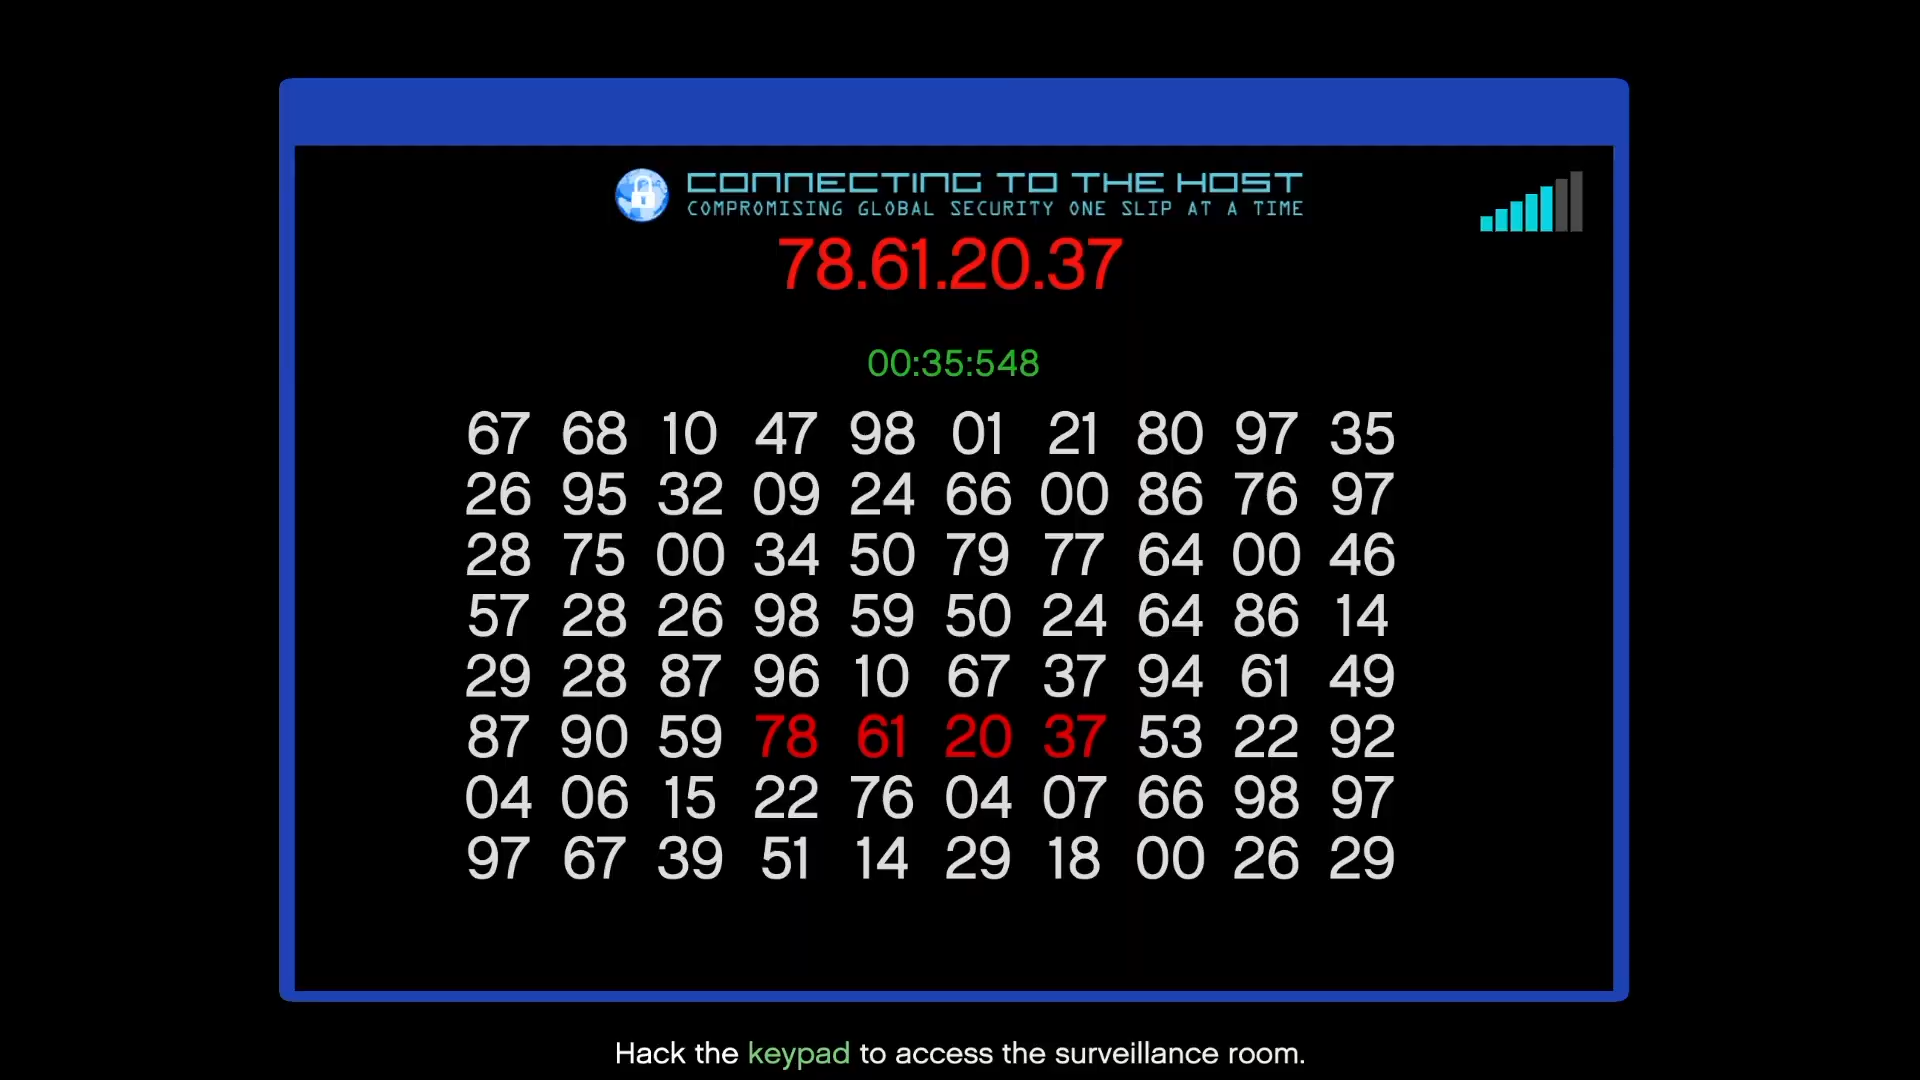 CONNECTING TO THE HOST
COMPROMISING GLOBAL SECURITY ONE SLIP AT A TIME
78.61.20.37
00:35:548
67 68 10 47 98 01 21 80 97 35
26 95 32 09 24 66 00 86 76 97
28 75 00 34 50 79 77 64 00 46
57 28 26 98 59 50 24 64 86 14
29 28 87 96 10 67 37 94 61 49
87 90 59 78 61 20 37 53 22 92
04 06 15 22 76 04 07 66 98 97
97 67 39 51 14 29 18 00 26 29
Hack the keypad to access the surveillance room.